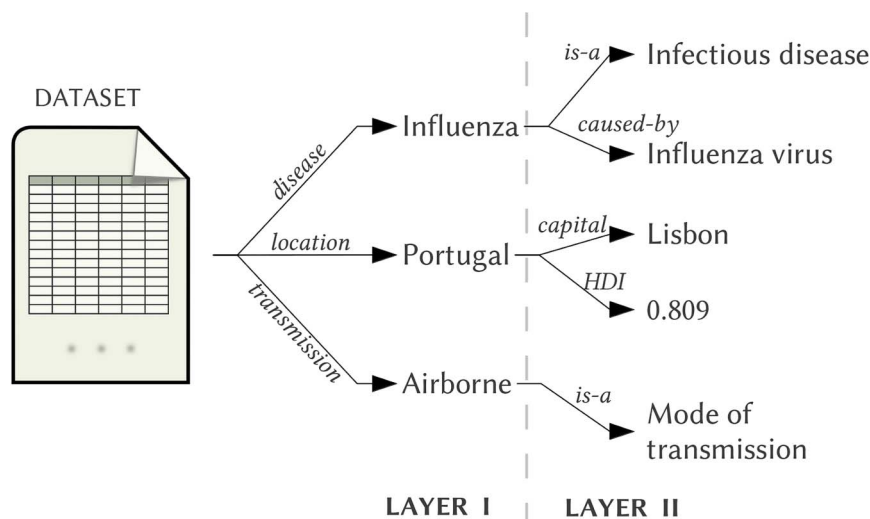 DATASET
disease
location
transmission
Influenza
Portugal
Airborne
is-a
Infectious disease
caused-by
Influenza virus
capital
Lisbon
HDI
0.809
is-a
Mode of
transmission
LAYER I
LAYER II